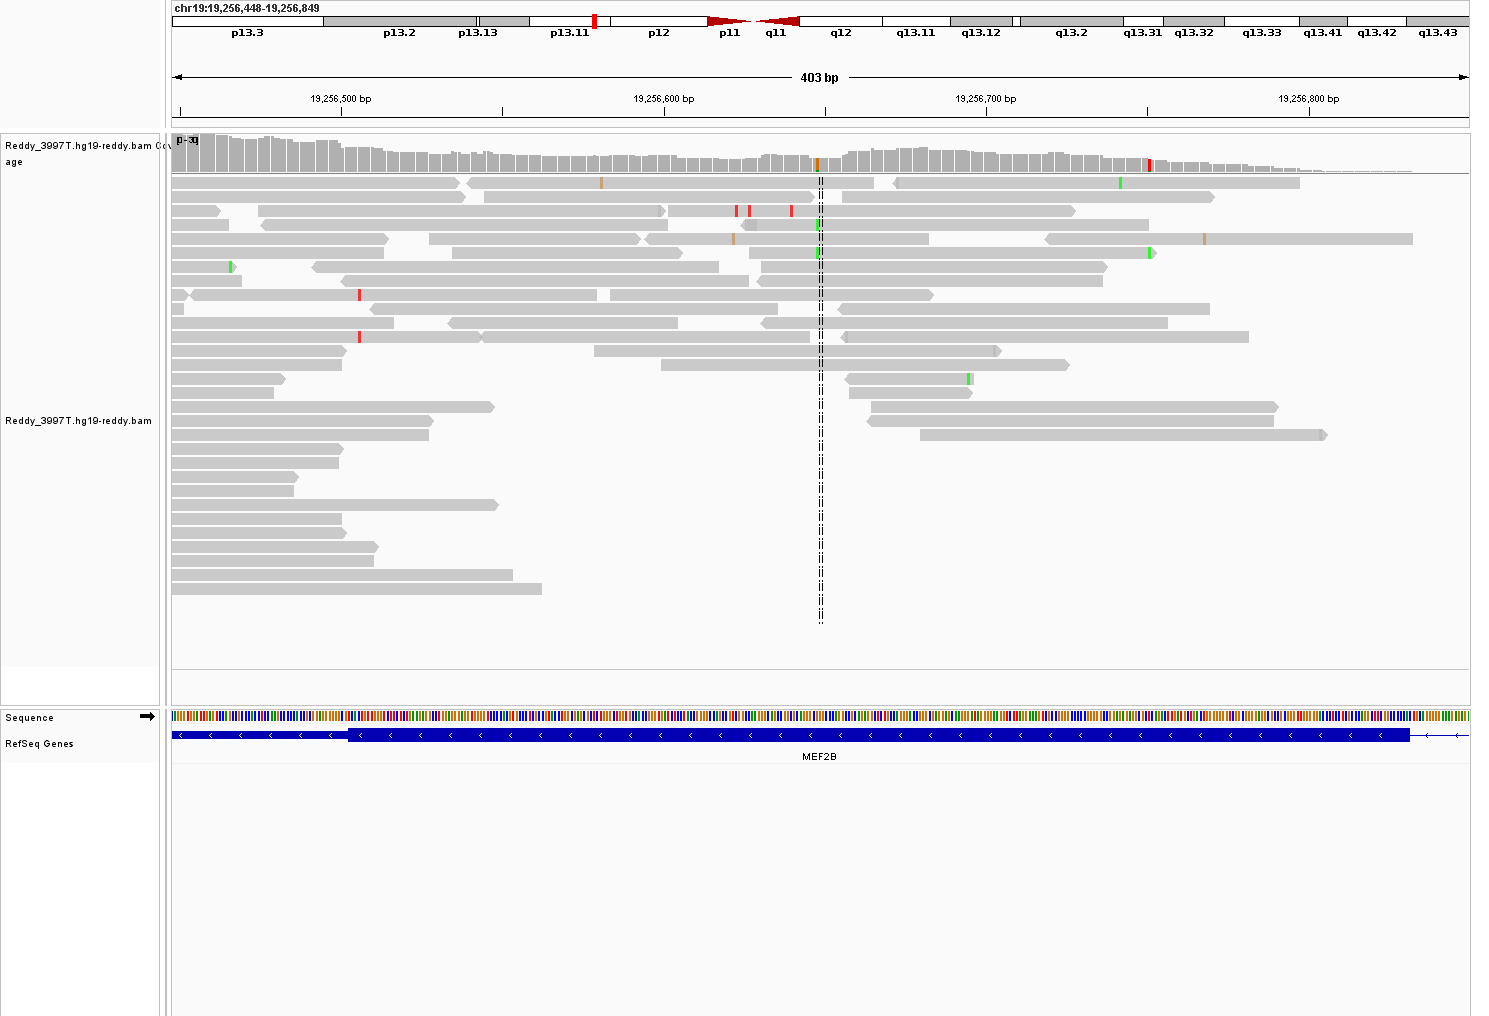 chr19:19,256,448-19,256,849
p13.3 p13.2 p13.13 p13.11 p12 p11 q11 q12 q13.11 q13.12 q13.2 q13.31 q13.32 q13.33 q13.41 q13.42 q13.43
403 bp
19,256,500 bp 19,256,600 bp 19,256,700 bp 19,256,800 bp
Reddy_3997T.hg19-reddy.bam Cov
age
Reddy_3997T.hg19-reddy.bam
Sequence
RefSeq Genes
MEF2B